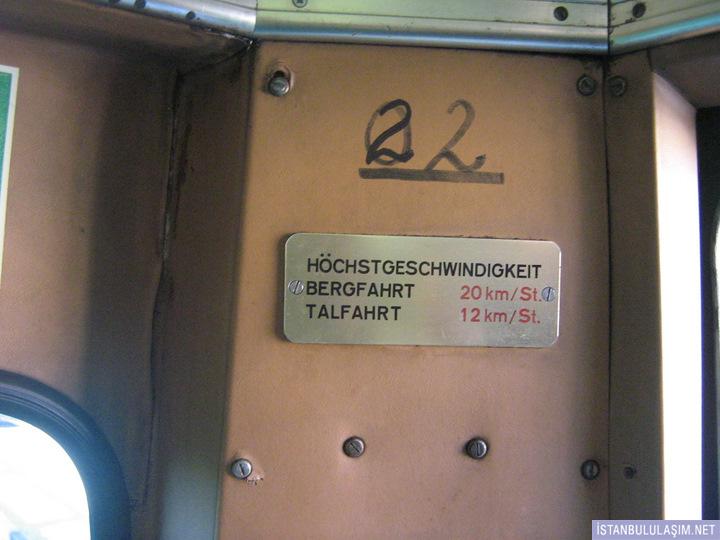 22
HÖCHSTGESCHWINDIGKEIT
BERGFAHRT 20 km/St.
TALFAHRT 12 km/St.
İSTANBULULAŞIM.NET